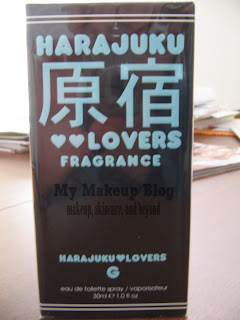 HARAJUKU
原宿
♥♥LOVERS
FRAGRANCE
My Makeup Blog
makeup, skincare, and beyond
HARAJUKU♥LOVERS
G
eau de toilette spray / vaporisateur
30ml℮1.0 fl oz